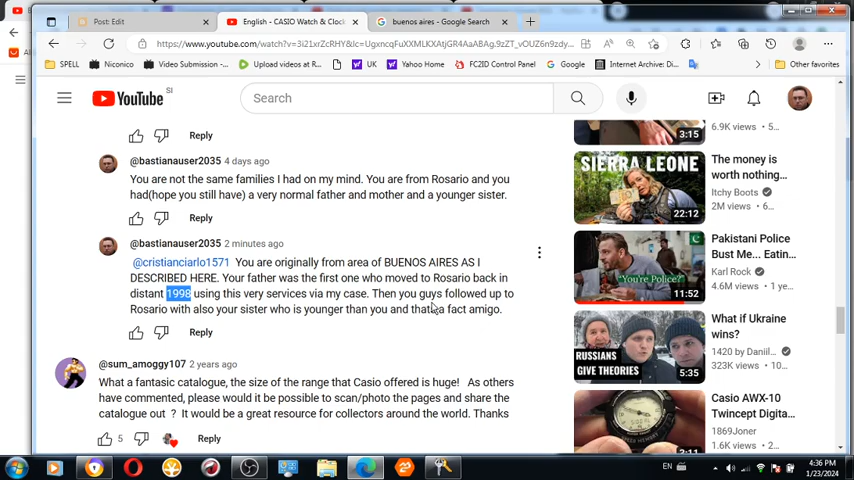 Post: Edit
English - CASIO Watch & Clock
buenos aires - Google Search
https://www.youtube.com/watch?v=3i21xrZcRHY&lc=UgxncqFuXXMLKXAtjGR4AaABAg.9zZT_vOUZ6n9zdy...
SPELL
Niconico
Video Submission -...
Upload videos at R...
UK
Yahoo Home
FC2ID Control Panel
Google
Internet Archive: Di...
Other favorites
YouTube
SI
Search
Reply
@bastianauser2035 4 days ago
You are not the same families I had on my mind. You are from Rosario and you
had(hope you still have) a very normal father and mother and a younger sister.
Reply
@bastianauser2035 2 minutes ago
@cristianciarlo1571 You are originally from area of BUENOS AIRES AS I
DESCRIBED HERE. Your father was the first one who moved to Rosario back in
distant 1998 using this very services via my case. Then you guys followed up to
Rosario with also your sister who is younger than you and that's a fact amigo.
Reply
@sum_amoggy107 2 years ago
What a fantastic catalogue, the size of the range that Casio offered is huge! As others
have commented, please would it be possible to scan/photo the pages and share the
catalogue out ? It would be a great resource for collectors around the world. Thanks
5
Reply
3:15
6.9K views • 5...
SIERRA LEONE
22:12
The money is
worth nothing...
Itchy Boots
2M views • 6...
"You're Police?"
11:52
Pakistani Police
Bust Me... Eatin...
Karl Rock
4.6M views • 1 ye...
RUSSIANS
GIVE THEORIES
5:35
What if Ukraine
wins?
1420 by Daniil...
323K views • 10...
3:11
Casio AWX-10
Twincept Digita...
1869Joner
1.6K views • 2...
EN
4:36 PM
1/23/2024